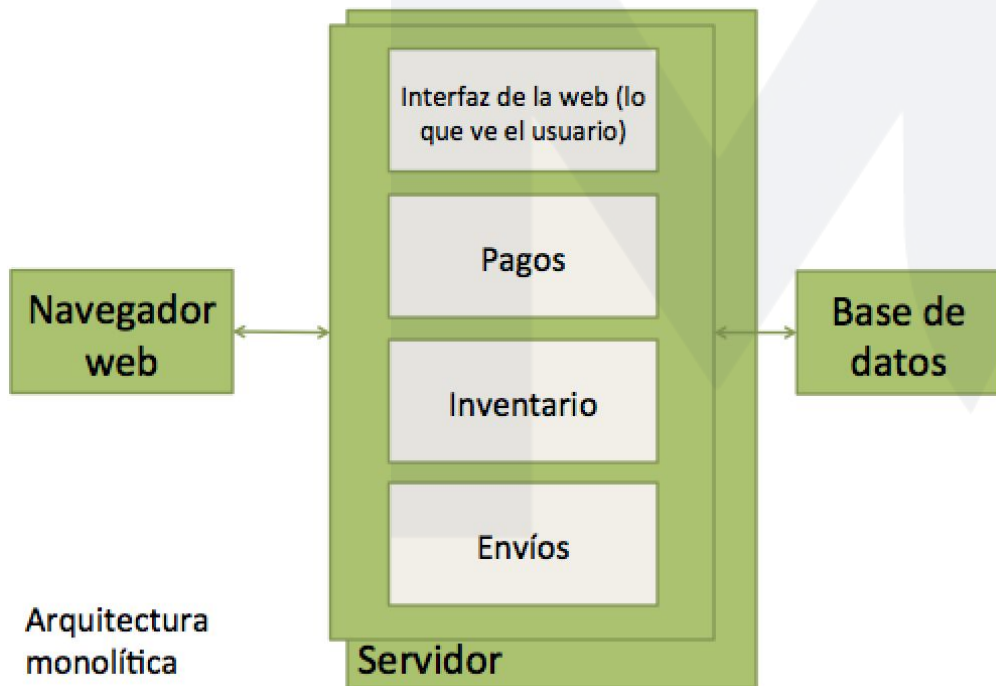 Interfaz de la web (lo
que ve el usuario)
Pagos
Navegador
web
Base de
datos
Inventario
Envíos
Arquitectura
monolítica
Servidor